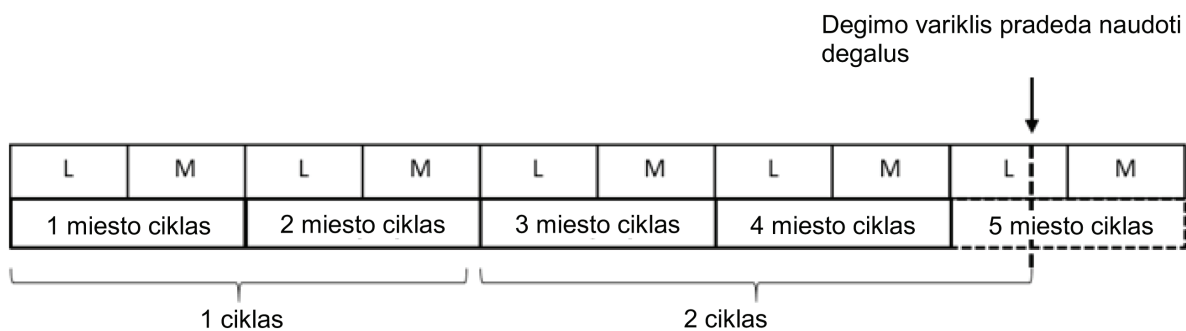 Degimo variklis pradeda naudoti
degalus
L M L M L M L M L M
1 miesto ciklas 2 miesto ciklas 3 miesto ciklas 4 miesto ciklas 5 miesto ciklas
1 ciklas 2 ciklas